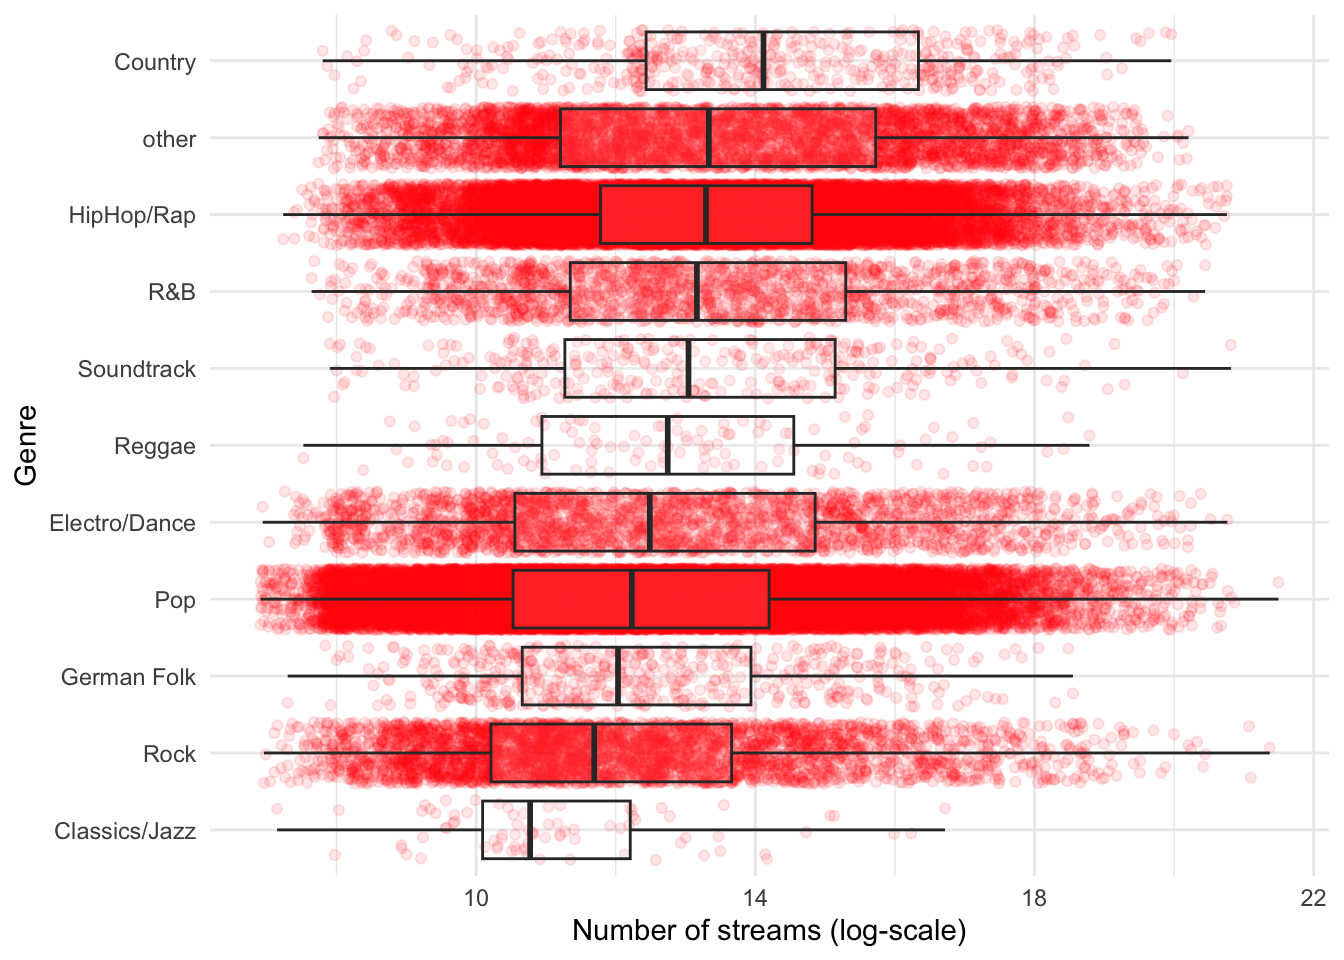 Genre
Country
other
HipHop/Rap
R&B
Soundtrack
Reggae
Electro/Dance
Pop
German Folk
Rock
Classics/Jazz
10 14 18 22
Number of streams (log-scale)